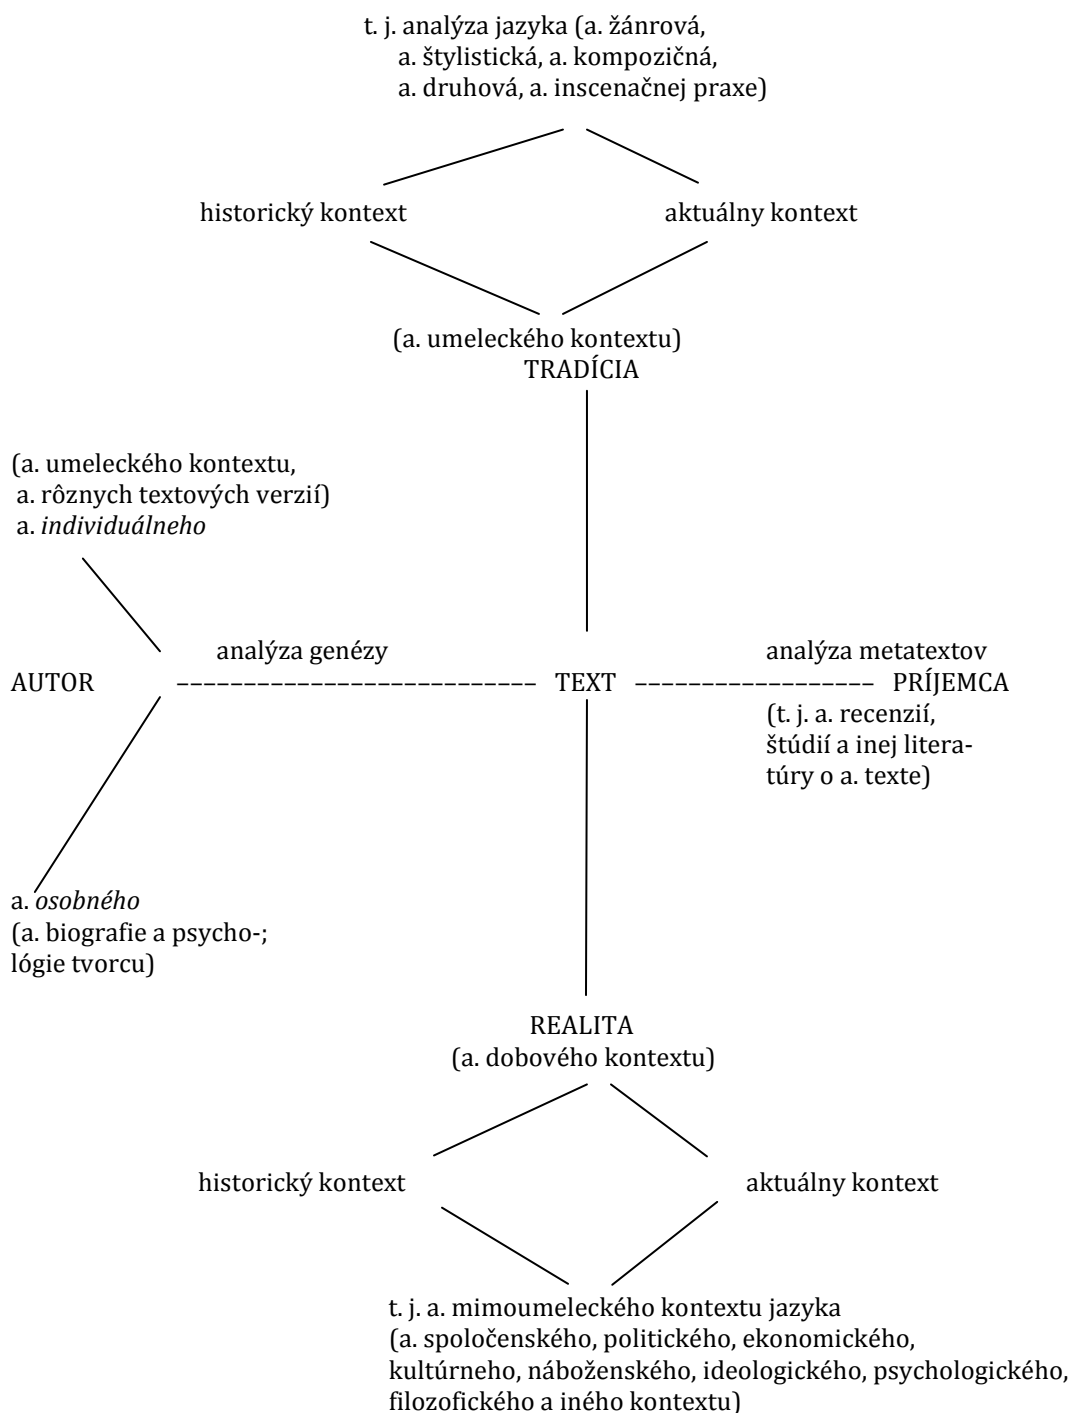 t. j. analýza jazyka (a. žánrová,
a. štylistická, a. kompozičná,
a. druhová, a. inscenačnej praxe)
historický kontext
aktuálny kontext
(a. umeleckého kontextu)
TRADÍCIA
(a. umeleckého kontextu,
a. rôznych textových verzií)
a. individuálneho
analýza genézy
analýza metatextov
AUTOR ––––––––––––––––––––––––––– TEXT –––––––––––––––––– PRÍJEMCA
(t. j. a. recenzií,
štúdií a inej litera-
túry o a. texte)
a. osobného
(a. biografie a psycho-;
lógie tvorcu)
REALITA
(a. dobového kontextu)
historický kontext
aktuálny kontext
t. j. a. mimoumeleckého kontextu jazyka
(a. spoločenského, politického, ekonomického,
kultúrneho, náboženského, ideologického, psychologického,
filozofického a iného kontextu)